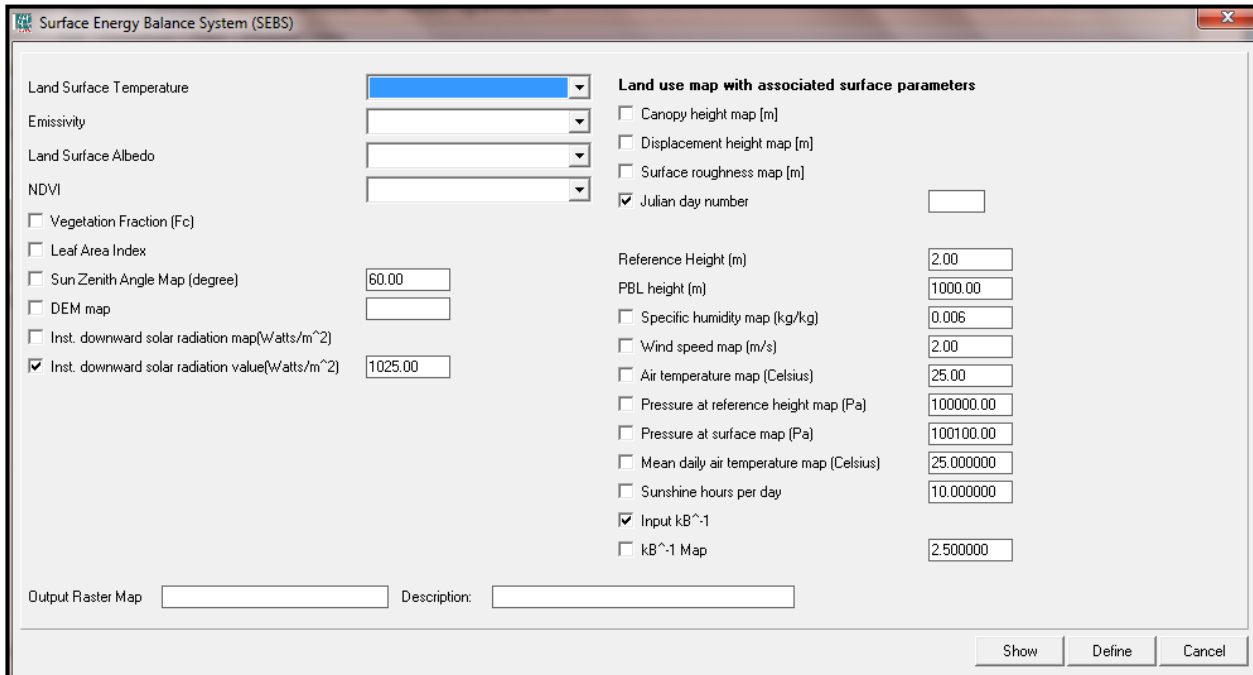 Surface Energy Balance System (SEBS)
Land Surface Temperature
Emissivity
Land Surface Albedo
NDVI
Vegetation Fraction (Fc)
Leaf Area Index
Sun Zenith Angle Map (degree) 60.00
DEM map
Inst. downward solar radiation map(Watts/m^2)
Inst. downward solar radiation value(Watts/m^2) 1025.00
Land use map with associated surface parameters
Canopy height map [m]
Displacement height map [m]
Surface roughness map [m]
Julian day number
Reference Height (m) 2.00
PBL height (m) 1000.00
Specific humidity map (kg/kg) 0.006
Wind speed map (m/s) 2.00
Air temperature map (Celsius) 25.00
Pressure at reference height map (Pa) 100000.00
Pressure at surface map (Pa) 100100.00
Mean daily air temperature map (Celsius) 25.000000
Sunshine hours per day 10.000000
Input kB^-1
kB^-1 Map 2.500000
Output Raster Map Description:
Show Define Cancel